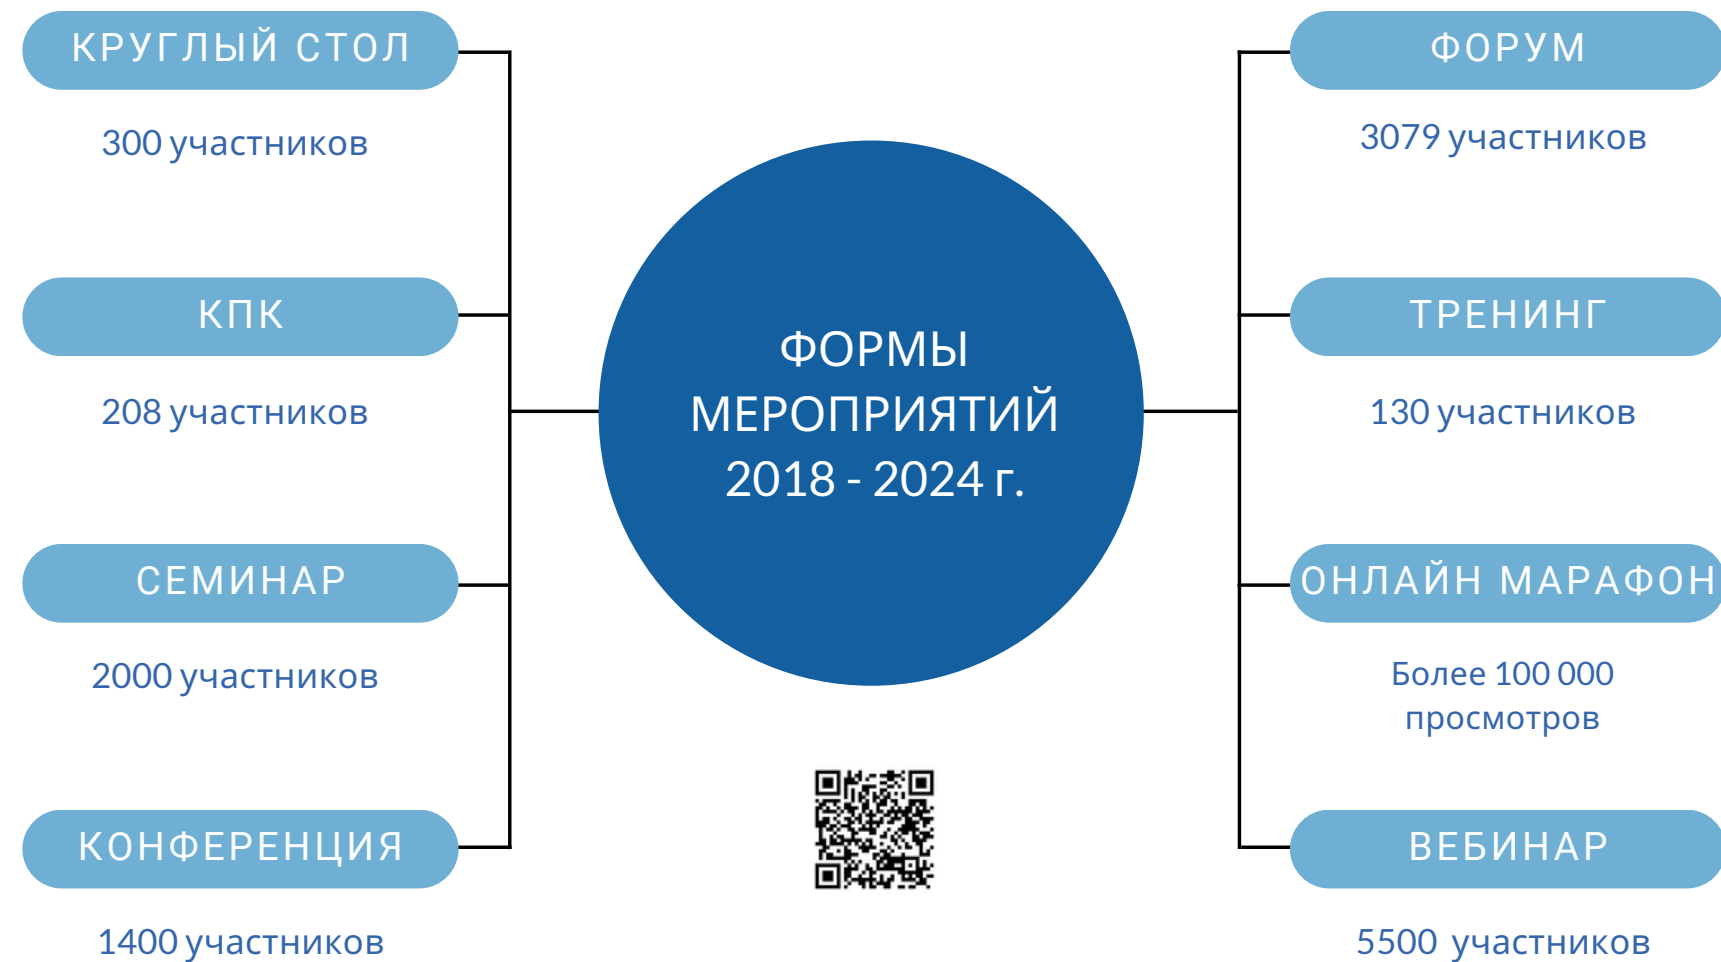 КРУГЛЫЙ СТОЛ
300 участников
КПК
208 участников
СЕМИНАР
2000 участников
КОНФЕРЕНЦИЯ
1400 участников
ФОРМЫ
МЕРОПРИЯТИЙ
2018 - 2024 г.
ФОРУМ
3079 участников
ТРЕНИНГ
130 участников
ОНЛАЙН МАРАФОН
Более 100 000
просмотров
ВЕБИНАР
5500 участников